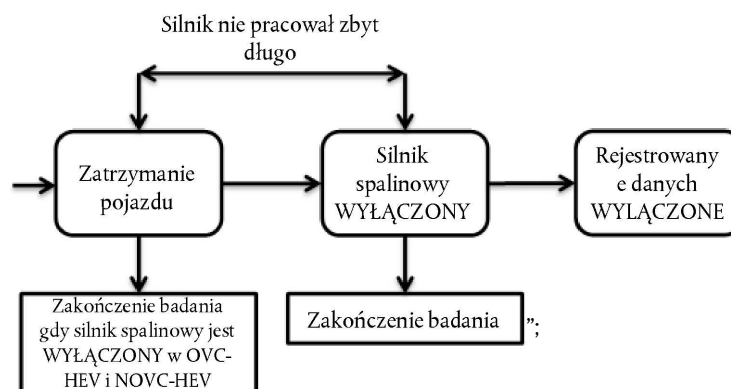 Silnik nie pracował zbyt
długo
Zatrzymanie
pojazdu
Silnik
spalinowy
WYŁĄCZONY
Rejestrowany
e danych
WYLĄCZONE
Zakończenie badania
gdy silnik spalinowy jest
WYŁĄCZONY w OVC-
HEV i NOVC-HEV
Zakończenie badania ”;